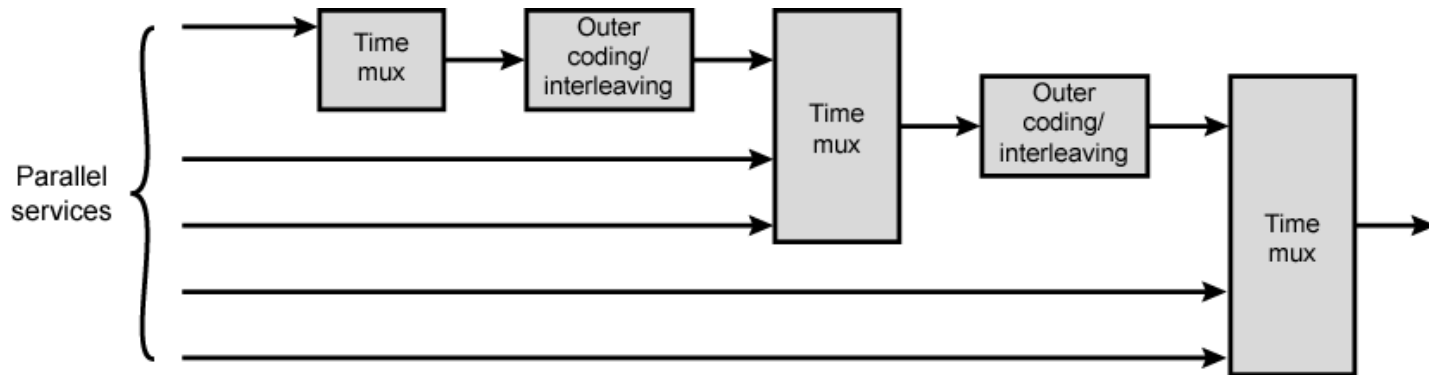 Parallel
services
Time
mux
Outer
coding/
interleaving
Time
mux
Outer
coding/
interleaving
Time
mux